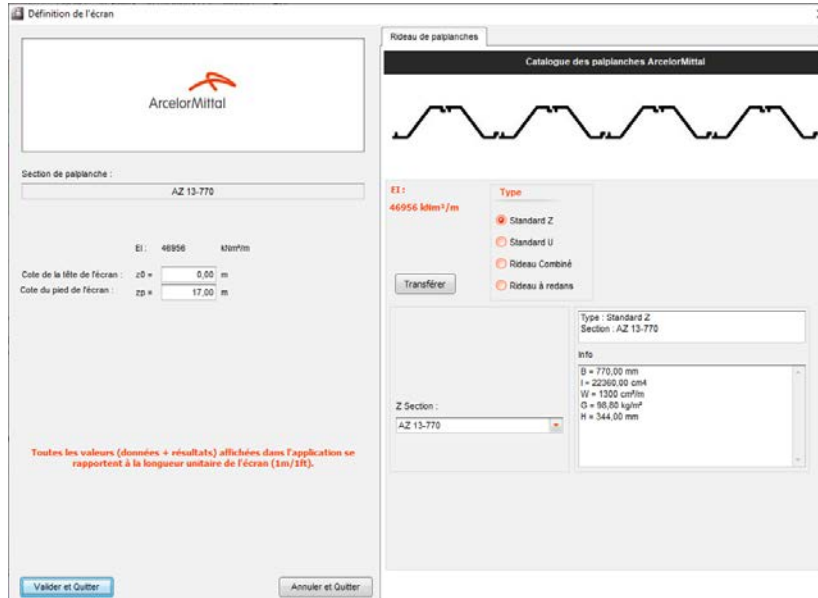 Définition de l'écran
ArcelorMittal
Section de palplanche :
AZ 13-770
EI : 46956 kNm²/m
Cote de la tête de l'écran : z0 = 0,00 m
Cote du pied de l'écran : zp = 17,00 m
Toutes les valeurs (données + résultats) affichées dans l'application se
rapportent à la longueur unitaire de l'écran (1m/1ft).
Valider et Quitter
Annuler et Quitter
Rideau de palplanches
Catalogue des palplanches ArcelorMittal
EI :
46956 kNm²/m
Transférer
Type
Standard Z
Standard U
Rideau Combiné
Rideau à redans
Z Section :
AZ 13-770
Type : Standard Z
Section : AZ 13-770
Info
B = 770,00 mm
I = 22360,00 cm4
W = 1300 cm³/m
G = 98,80 kg/m²
H = 344,00 mm